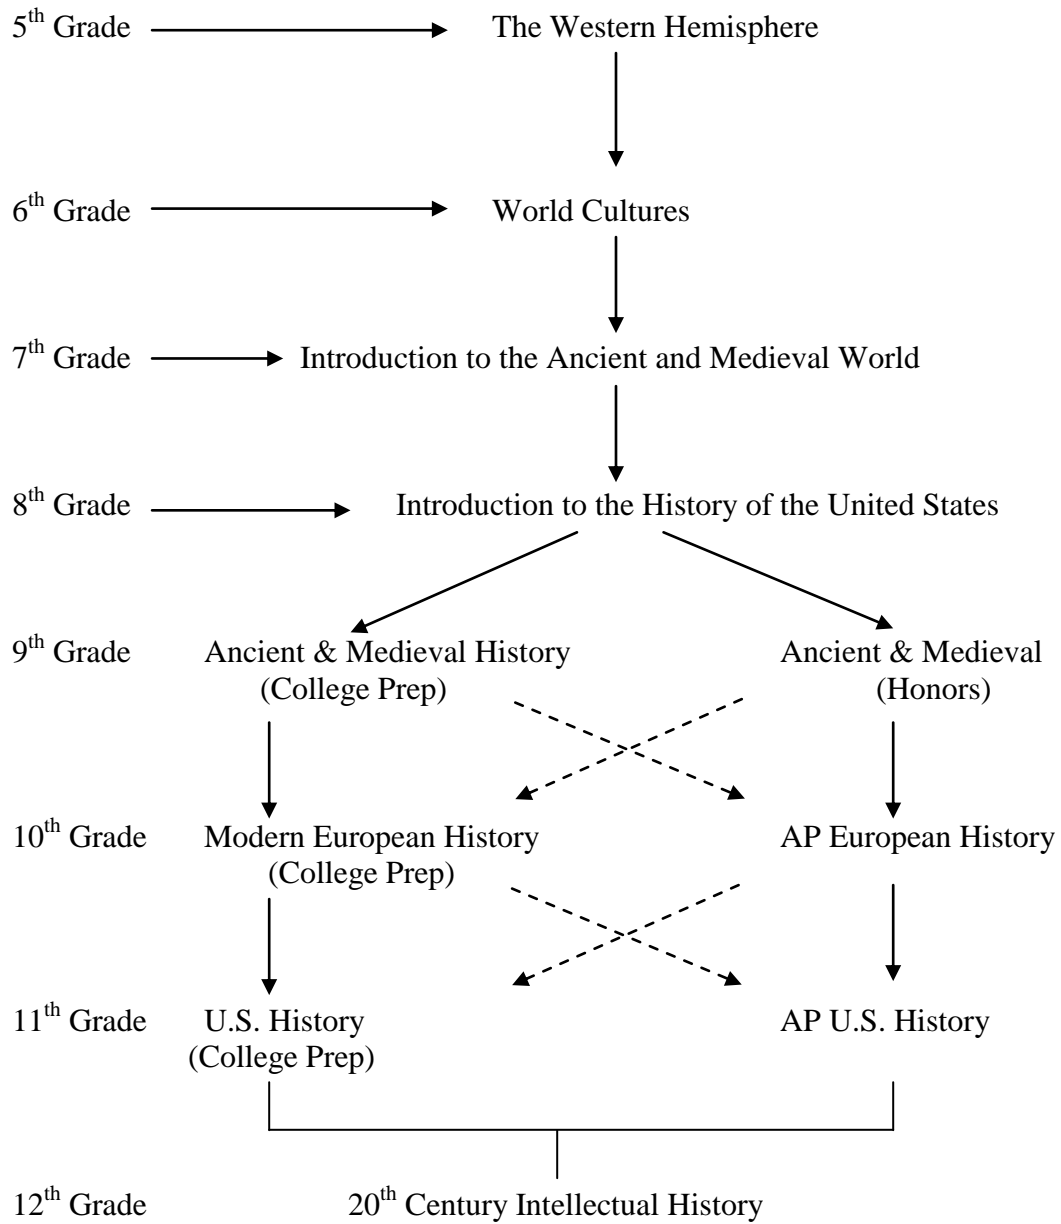 5th Grade The Western Hemisphere
6th Grade World Cultures
7th Grade Introduction to the Ancient and Medieval World
8th Grade Introduction to the History of the United States
9th Grade Ancient & Medieval History Ancient & Medieval
(College Prep) (Honors)
10th Grade Modern European History AP European History
(College Prep)
11th Grade U.S. History AP U.S. History
(College Prep)
12th Grade 20th Century Intellectual History